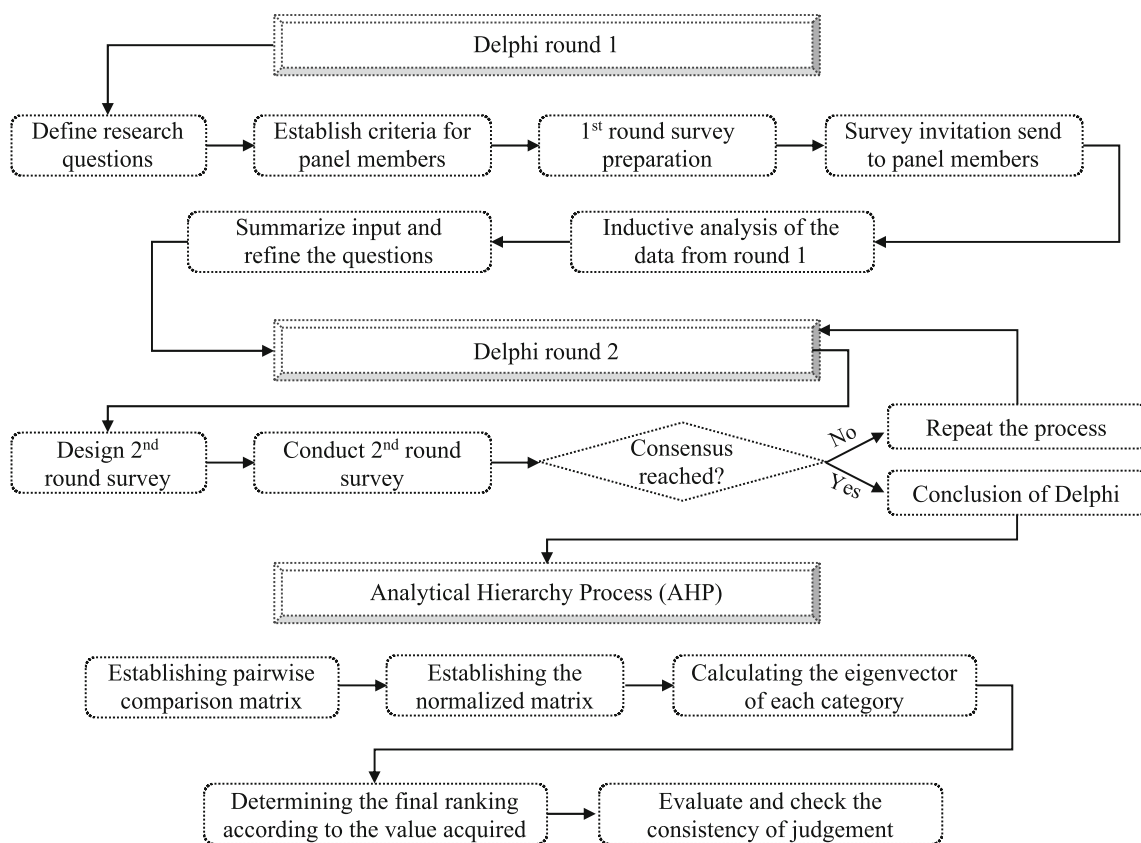 Delphi round 1
Define research
questions
Establish criteria for
panel members
1st round survey
preparation
Survey invitation send
to panel members
Summarize input and
refine the questions
Inductive analysis of the
data from round 1
Delphi round 2
Design 2nd
round survey
Conduct 2nd round
survey
Consensus
reached?
No
Yes
Repeat the process
Conclusion of Delphi
Analytical Hierarchy Process (AHP)
Establishing pairwise
comparison matrix
Establishing the
normalized matrix
Calculating the eigenvector
of each category
Determining the final ranking
according to the value acquired
Evaluate and check the
consistency of judgement